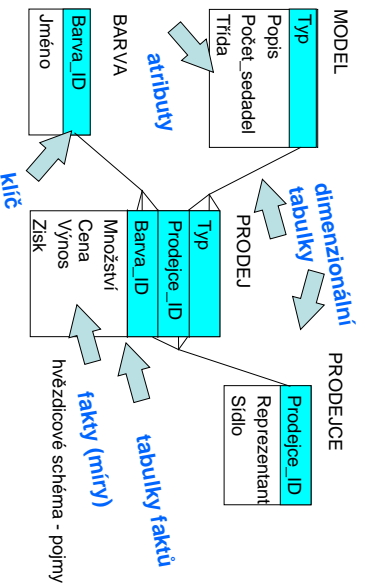 MODEL
Typ
Popis
Počet_sedadel
Třída
atributy
BARVA
Barva_ID
Jméno
klíč
dimenzionální
tabulky
PRODEJ
Typ
Prodejce_ID
Barva_ID
Množství
Cena
Výnos
Zisk
PRODEJCE
Prodejce_ID
Reprezentant
Sídlo
tabulky faktů
fakty (míry)
hvězdicové schéma - pojmy